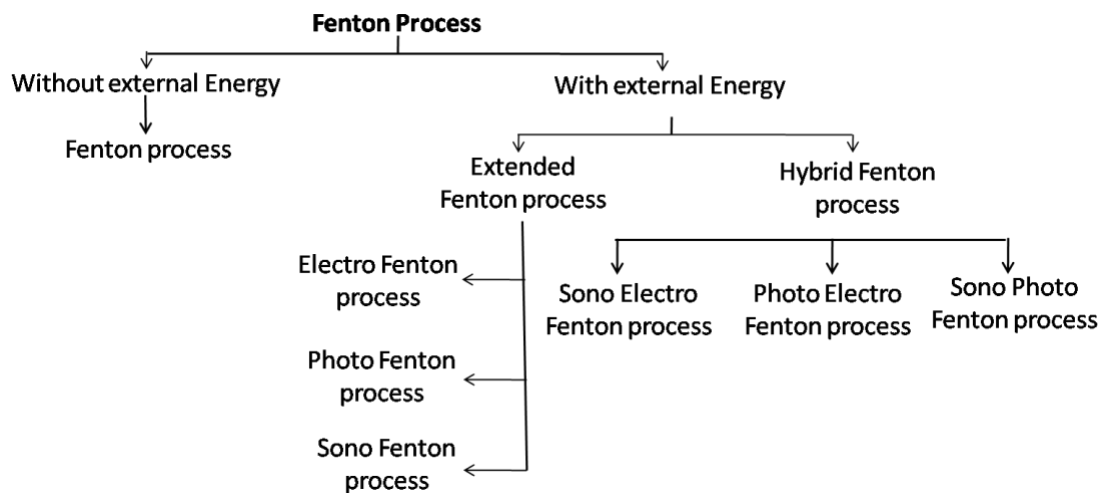 Fenton Process
Without external Energy
With external Energy
Fenton process
Extended
Fenton process
Hybrid Fenton
process
Electro Fenton
process
Photo Fenton
process
Sono Fenton
process
Sono Electro
Fenton process
Photo Electro
Fenton process
Sono Photo
Fenton process